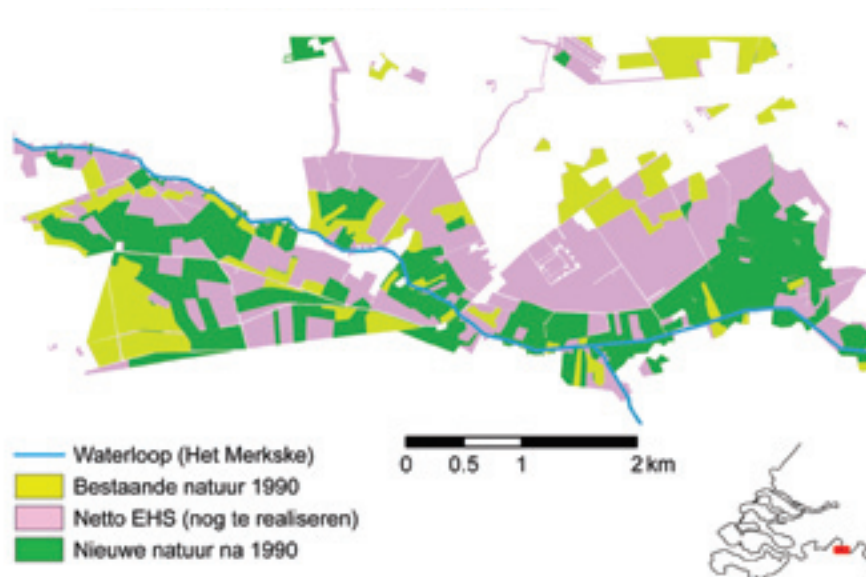 Waterloop (Het Merkske)
Bestaande natuur 1990
Netto EHS (nog te realiseren)
Nieuwe natuur na 1990
0 0.5 1 2 km